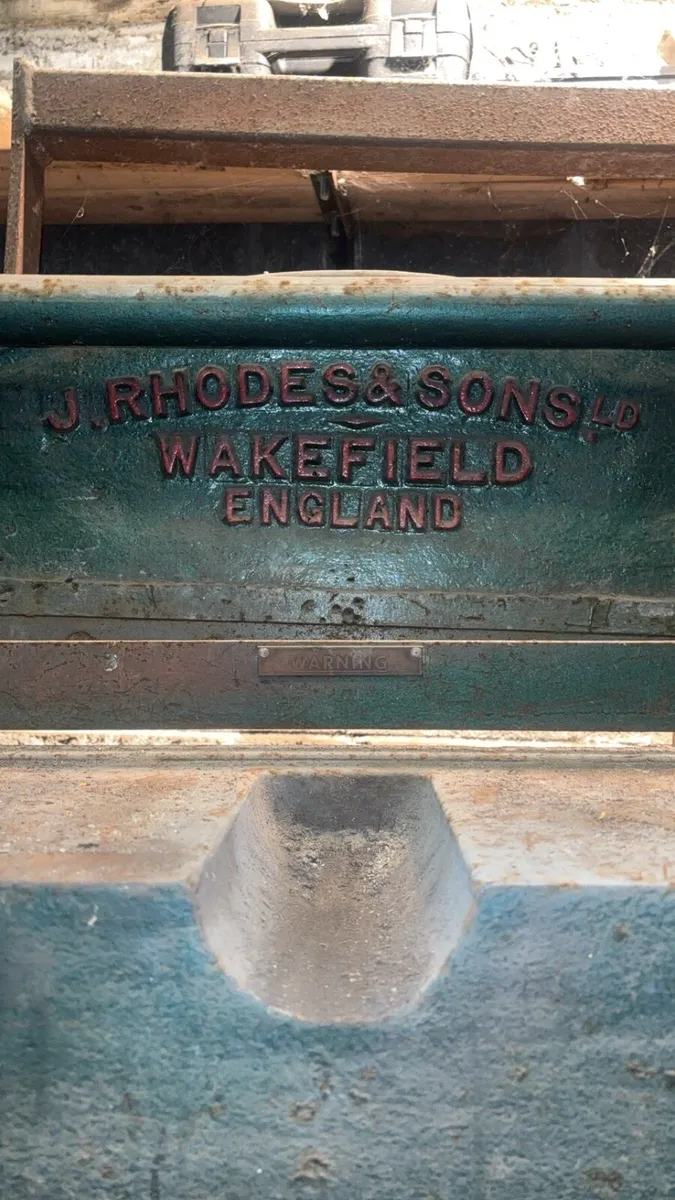 J. RHODES & SONS. LD
WAKEFIELD
ENGLAND
WARNING